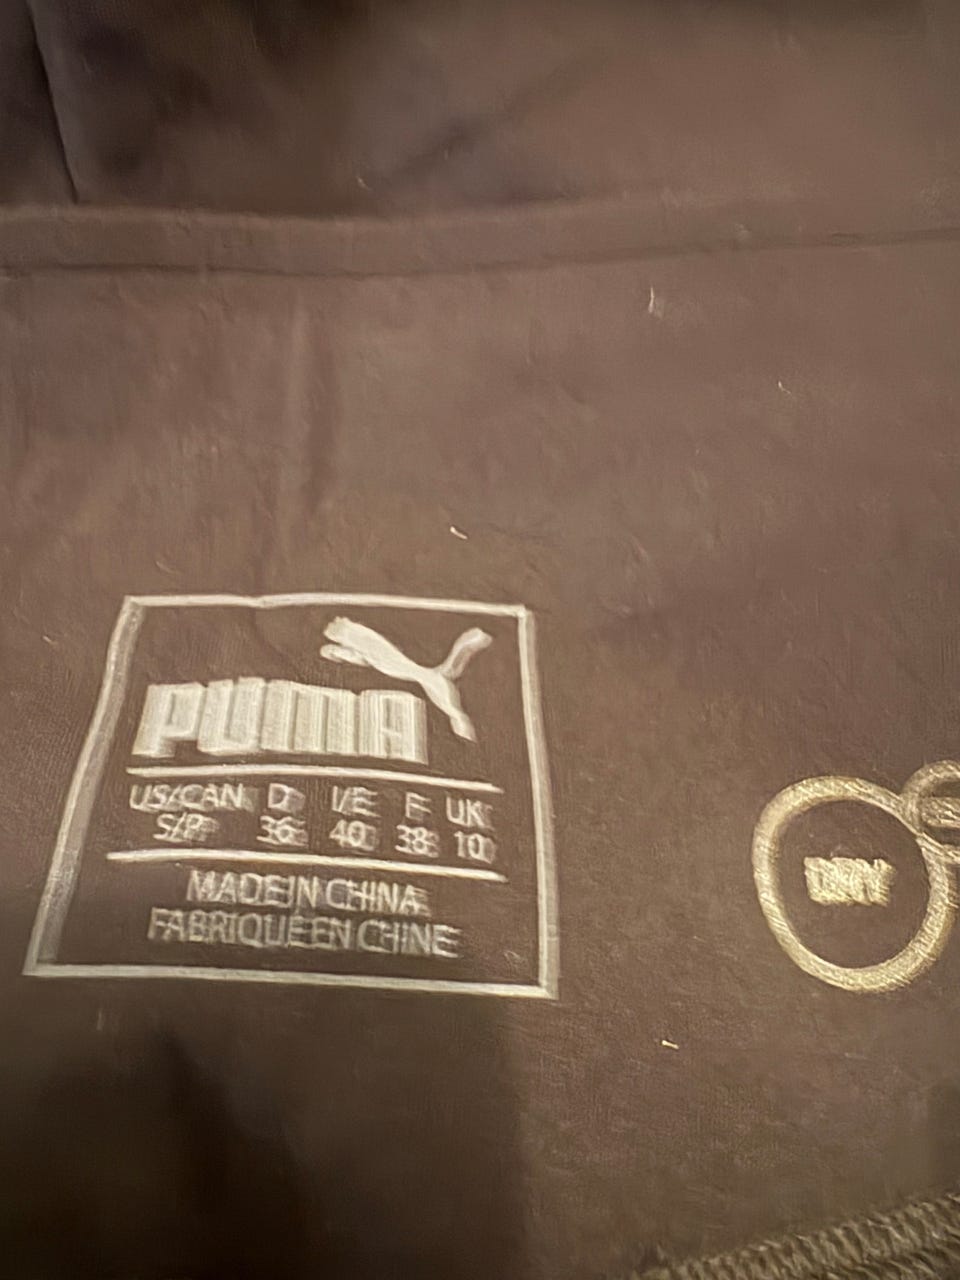 PUMA
US/CAN D I/E F UK
S/P 36 40 38 10
MADE IN CHINA
FABRIQUÉ EN CHINE